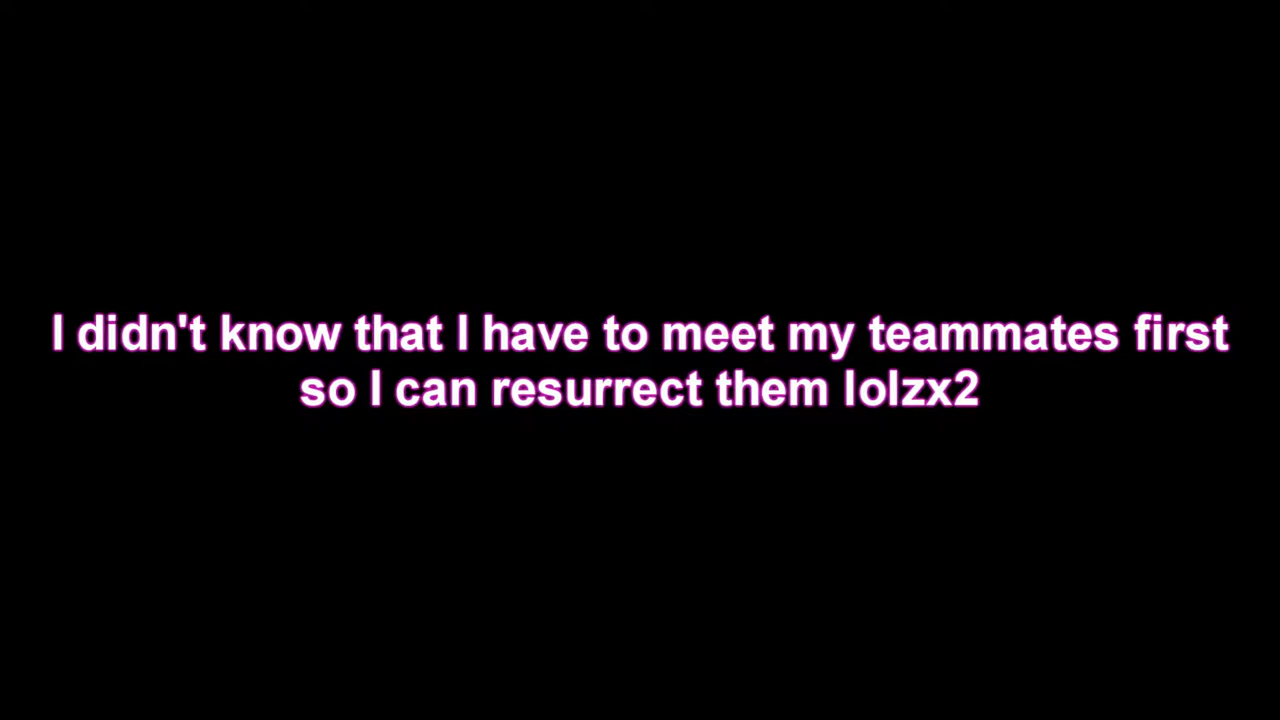 I didn't know that I have to meet my teammates first
so I can resurrect them lolzx2